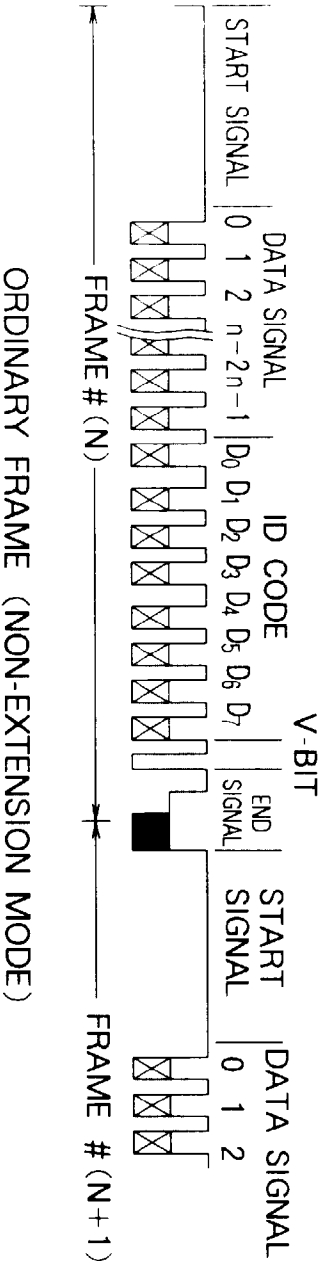 V-BIT
START SIGNAL
DATA SIGNAL
ID CODE
END
SIGNAL
START
SIGNAL
DATA SIGNAL
0 1 2 n-2 n-1
D0 D1 D2 D3 D4 D5 D6 D7
0 1 2
FRAME # (N)
FRAME # (N+1)
ORDINARY FRAME (NON-EXTENSION MODE)